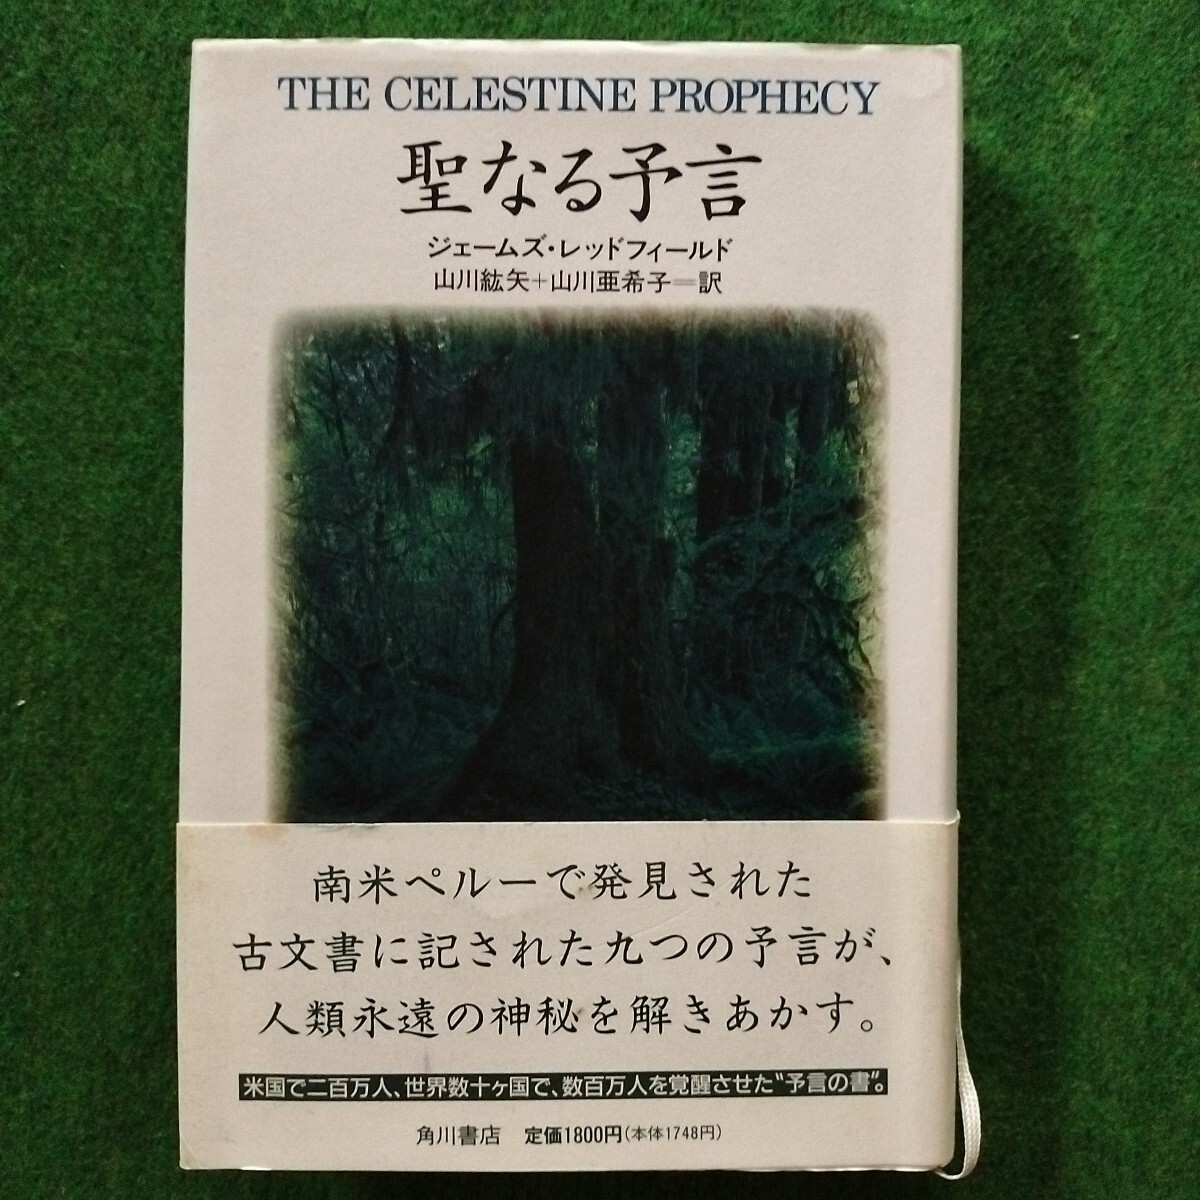 THE CELESTINE PROPHECY
聖なる予言
ジェームズ・レッドフィールド
山川紘矢+山川亜希子＝訳
南米ペルーで発見された
古文書に記された九つの予言が、
人類永遠の神秘を解きあかす。
米国で二百万人、世界数十ヶ国で、数百万人を覚醒させた"予言の書"。
角川書店 定価1800円(本体1748円)